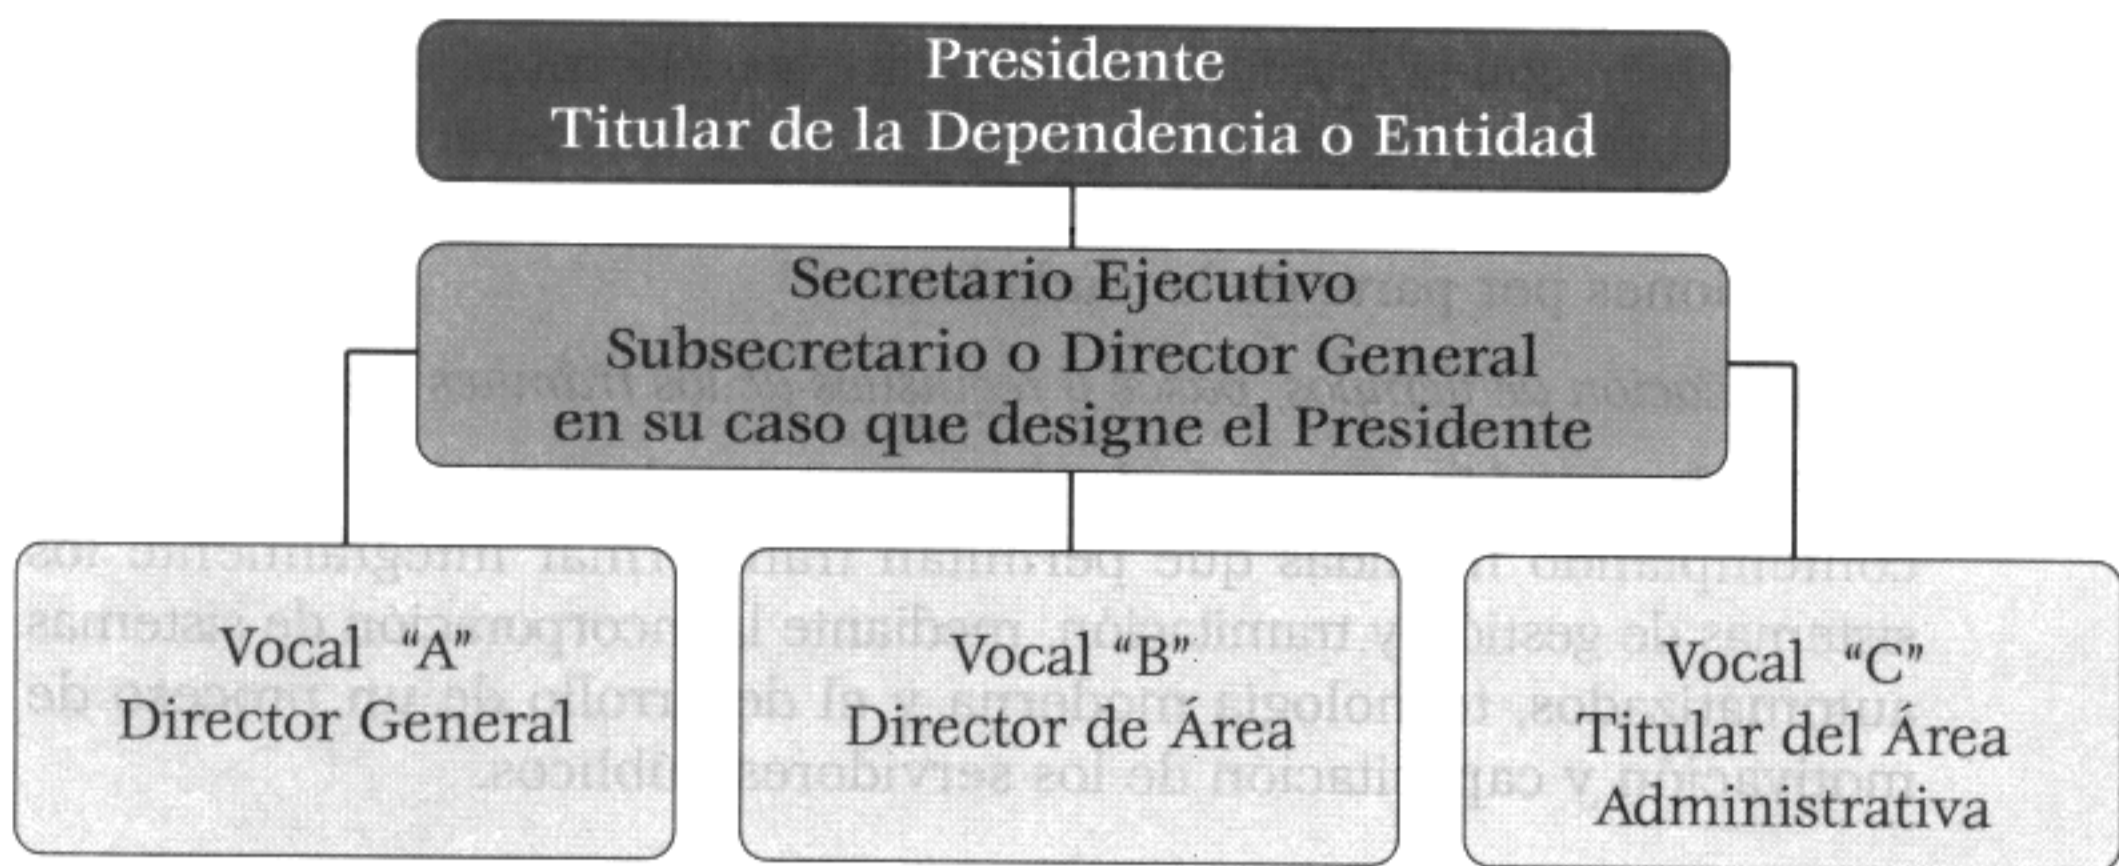 Presidente
Titular de la Dependencia o Entidad
Secretario Ejecutivo
Subsecretario o Director General
en su caso que designe el Presidente
Vocal “A”
Director General
Vocal “B”
Director de Área
Vocal “C”
Titular del Área
Administrativa